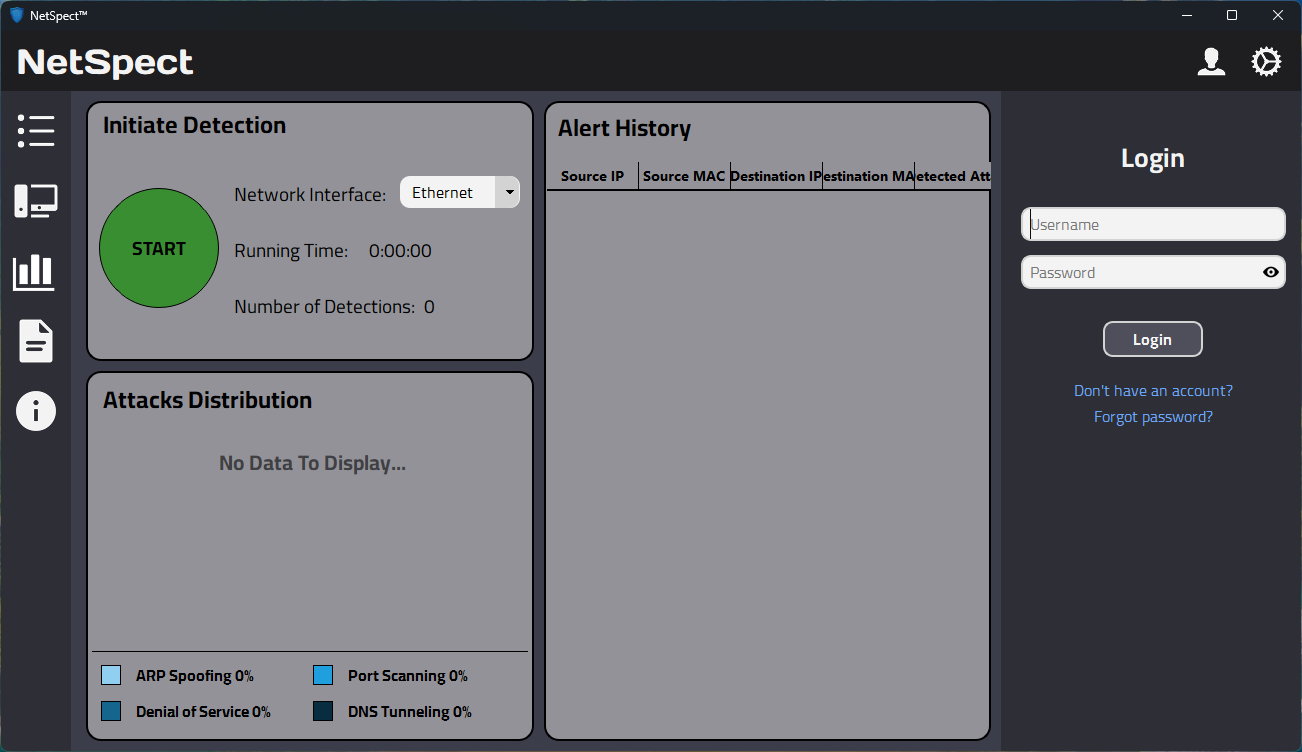 NetSpect™
NetSpect
Initiate Detection
START
Network Interface: Ethernet
Running Time: 0:00:00
Number of Detections: 0
Attacks Distribution
No Data To Display...
ARP Spoofing 0% Port Scanning 0%
Denial of Service 0% DNS Tunneling 0%
Alert History
Source IP Source MAC Destination IP estination MA etected Att
Login
Username
Password
Login
Don't have an account?
Forgot password?